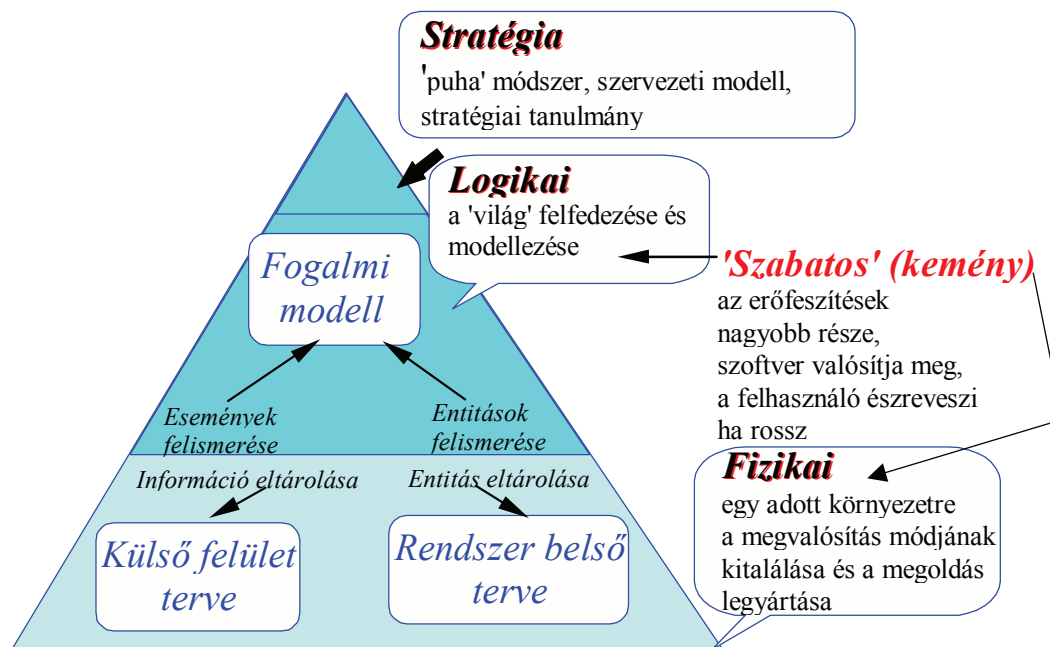 Stratégia
'puha' módszer, szervezeti modell,
stratégiai tanulmány
Logikai
a 'világ' felfedezése és
modellezése
Fogalmi
modell
'Szabatos' (kemény)
az erőfeszítések
nagyobb része,
szoftver valósítja meg,
a felhasználó észreveszi
ha rossz
Események
felismerése
Entitások
felismerése
Információ eltárolása
Entitás eltárolása
Külső felület
terve
Rendszer belső
terve
Fizikai
egy adott környezetre
a megvalósítás módjának
kitalálása és a megoldás
legyártása